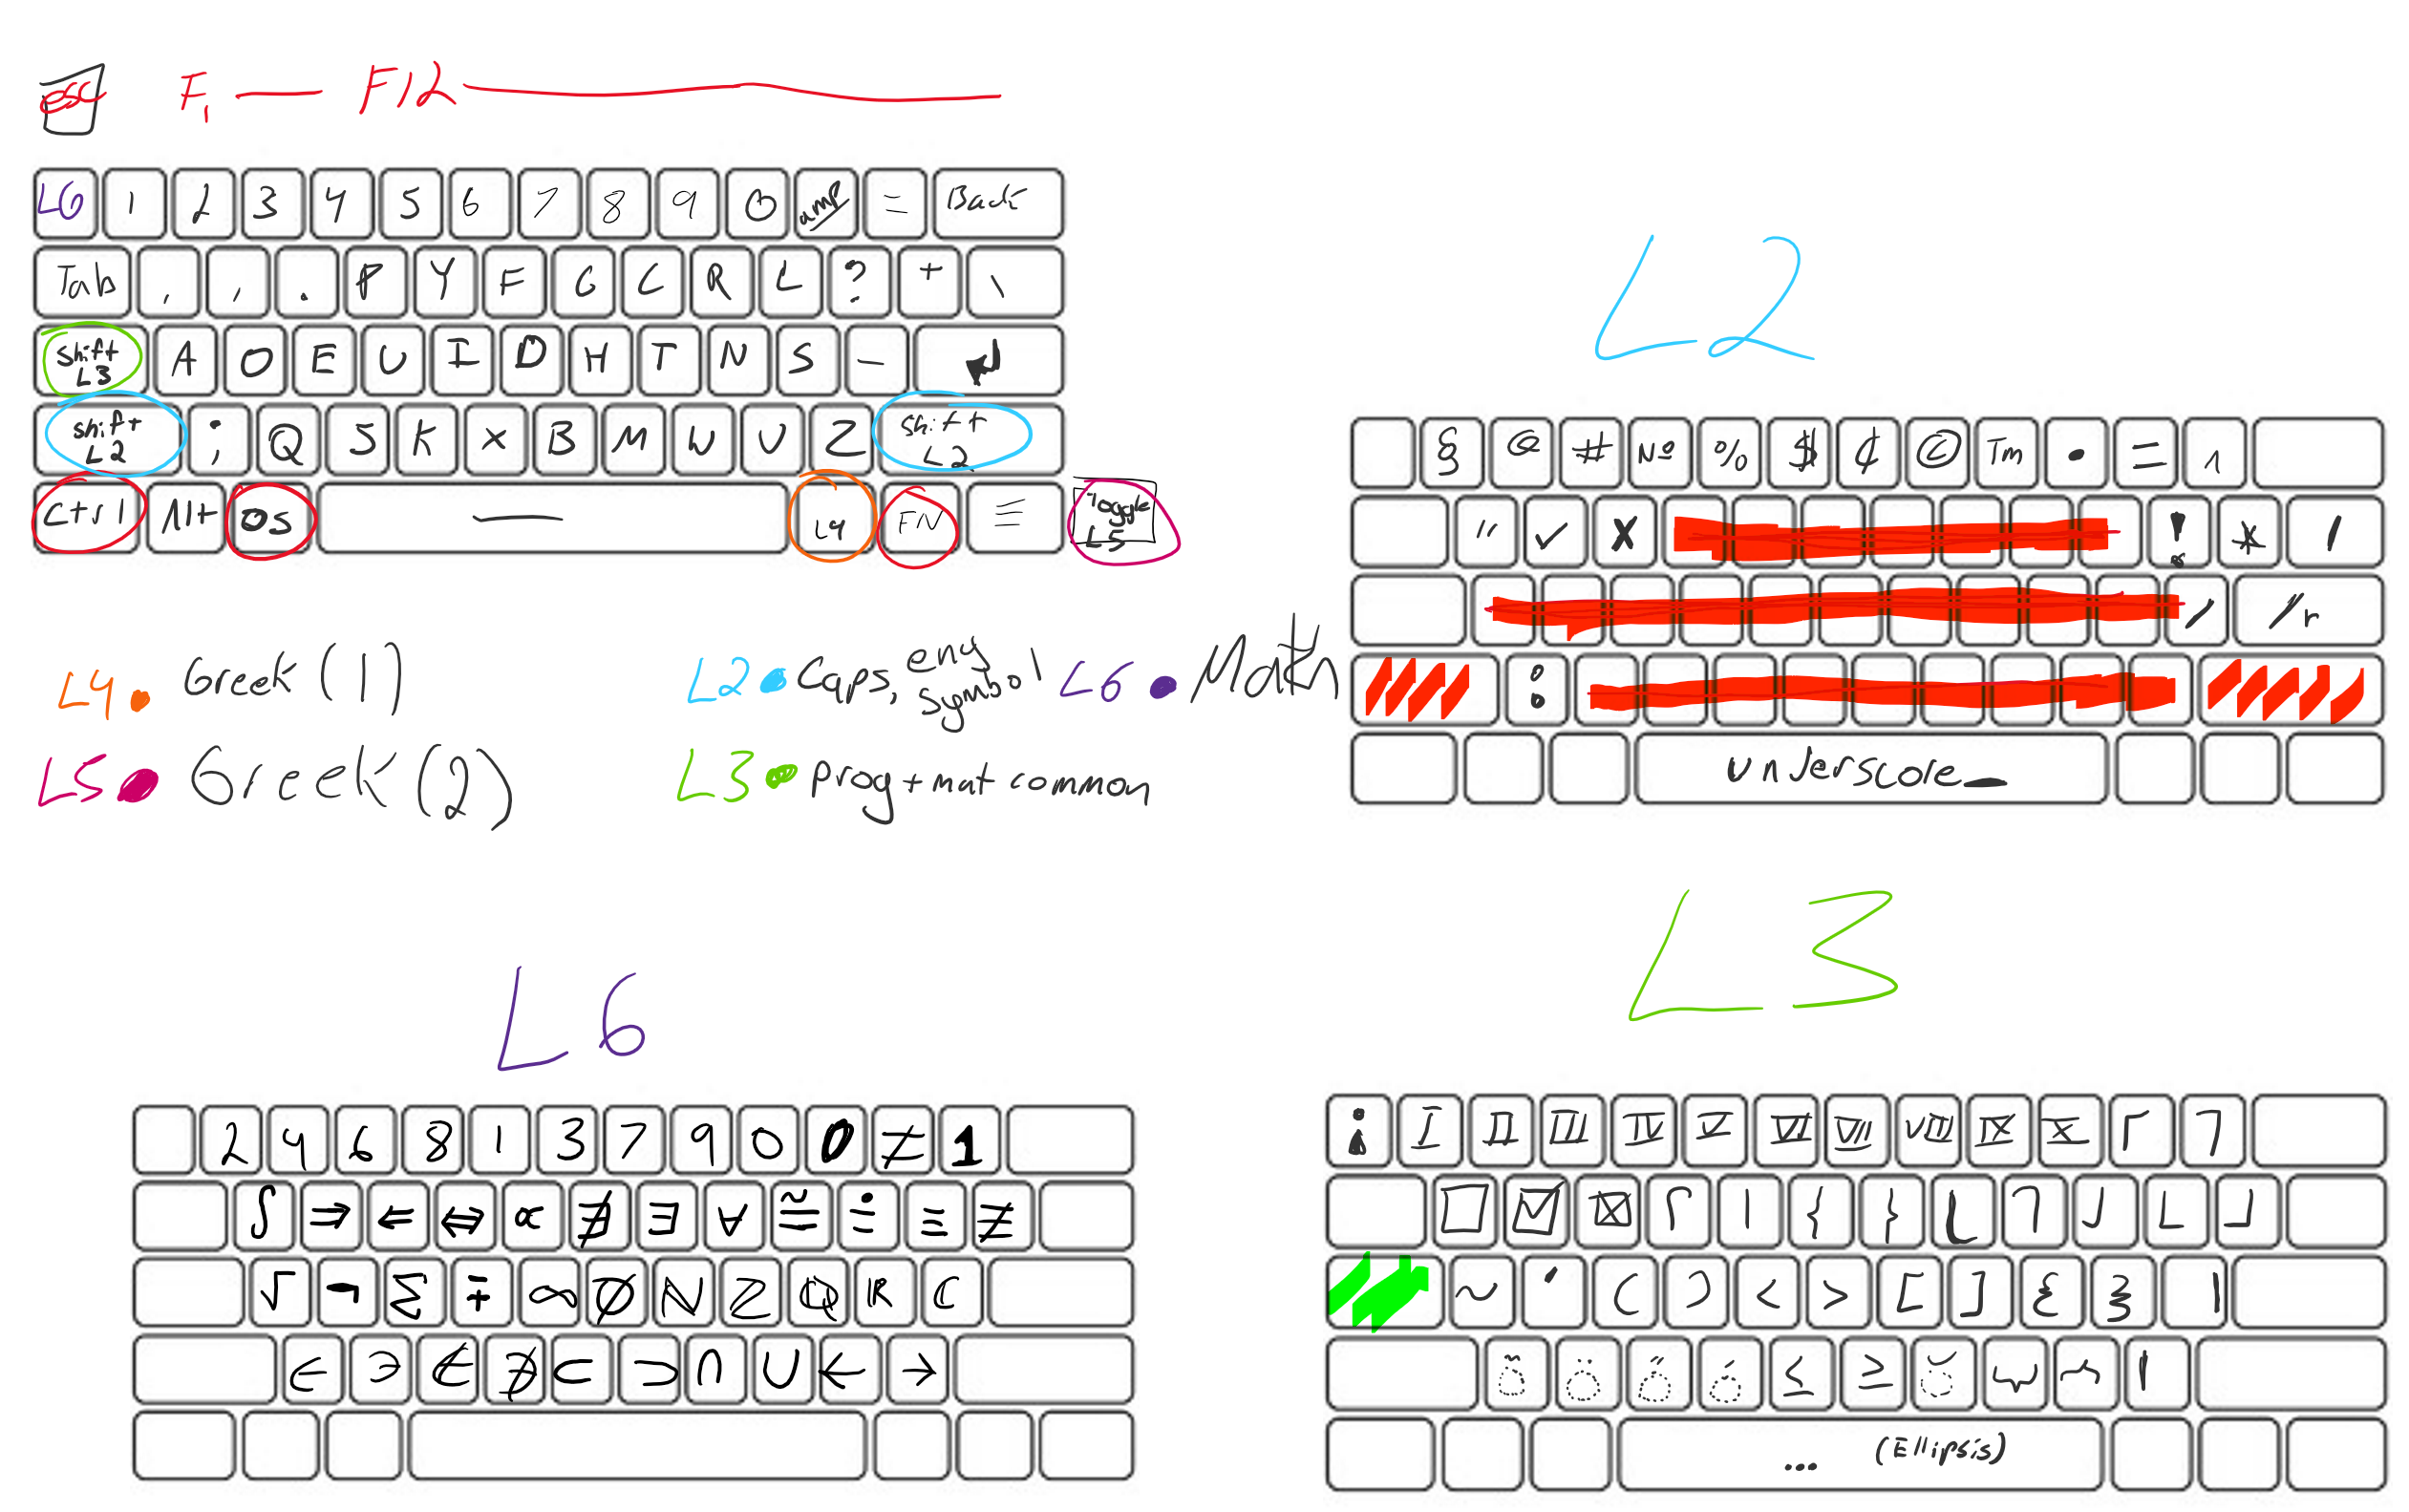 esc F1 — F12
L6 1 2 3 4 5 6 7 8 9 0 amp = Back
Tab , , . P Y F G C R L ? + \
shift L3 A O E U I D H T N S –
shift L2 ; Q J K X B M W V Z shift L2
Ctrl Alt OS — L4 FN ≡ Toggle L5
L4. Greek (1)
L2. Caps, eng symbol
L6. Math
L5. Greek (2)
L3. Prog + mat common
L2
§ @ # № % $ ¢ © Tm • = ^
" ✓ ✗ ! * /
/ /r
:
underscore_
L6
2 4 6 8 1 3 7 9 0 0 ≠ 1
∫ ⇒ ⇐ ⇔ ∝ ∄ ∃ ∀ ≅ ≡ ≢
√ ¬ Σ ∓ ∞ ∅ ℕ ℤ ℚ ℝ ℂ
∈ ∋ ∉ ∌ ⊂ ⊃ ∩ ∪ ← →
L3
I II III IV V VI VII VIII IX X ⌈ ⌉
□ ☑ ☒ ⌈ | { } ⌊ ⌉ ⌋ ⌊ ⌋
~ ' ( ) < > [ ] { } |
≤ ≥
... (Ellipsis)